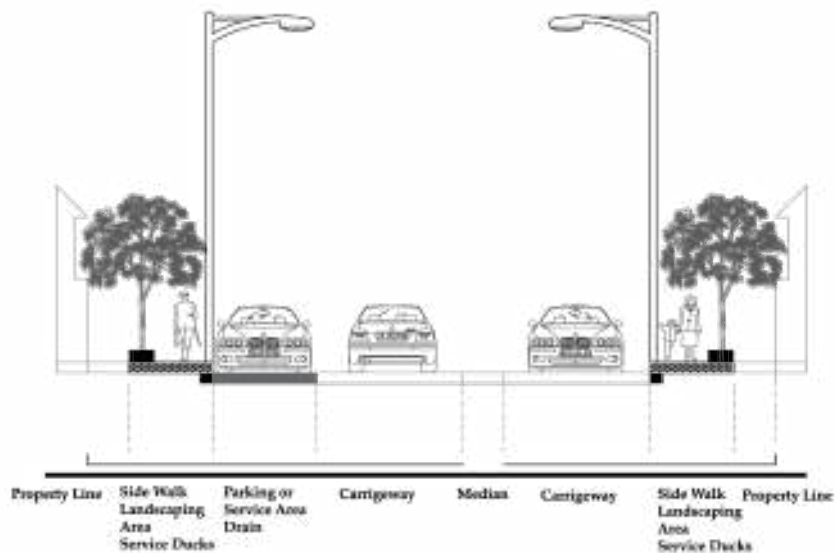 Property Line
Side Walk
Landscaping
Area
Service Ducks
Parking or
Service Area
Drain
Carrigeway
Median
Carrigeway
Side Walk
Landscaping
Area
Service Ducks
Property Line